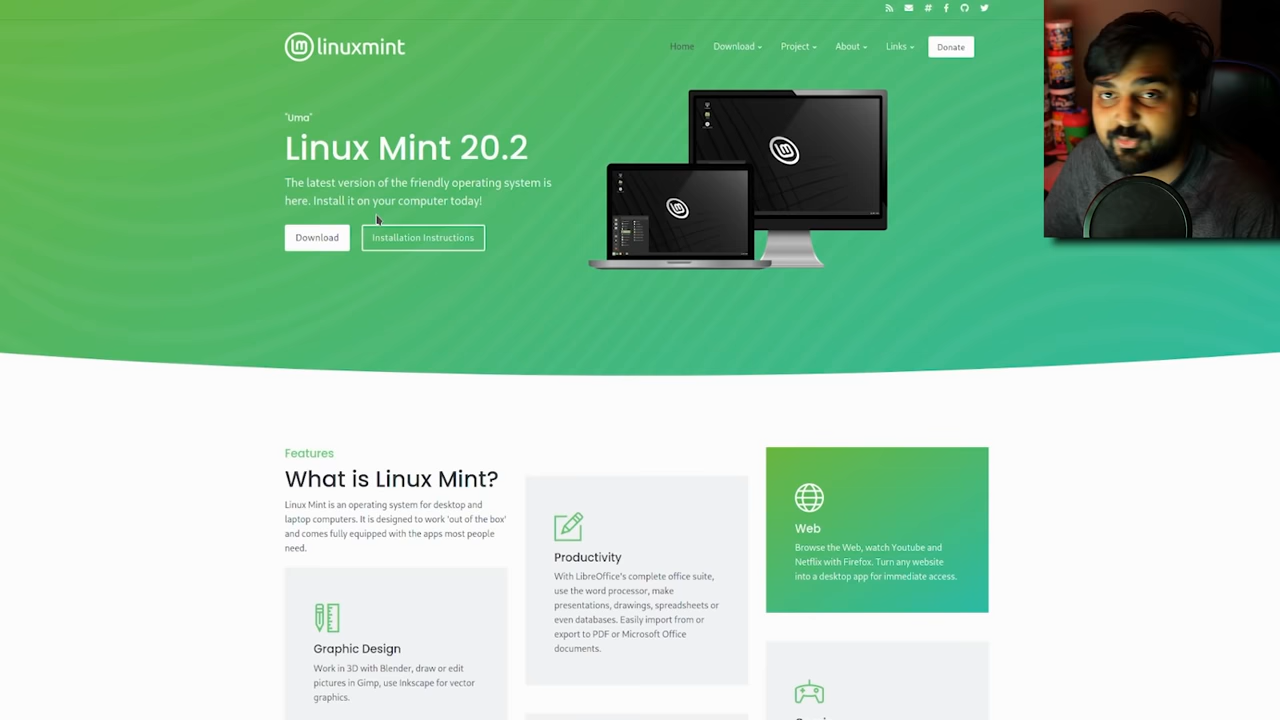 linuxmint
Home
Download
Project
About
Links
Donate
"Uma"
Linux Mint 20.2
The latest version of the friendly operating system is
here. Install it on your computer today!
Download
Installation Instructions
Features
What is Linux Mint?
Linux Mint is an operating system for desktop and
laptop computers. It is designed to work 'out of the box'
and comes fully equipped with the apps most people
need.
Graphic Design
Work in 3D with Blender, draw or edit
pictures in Gimp, use Inkscape for vector
graphics.
Productivity
With LibreOffice's complete office suite,
use the word processor, make
presentations, drawings, spreadsheets or
even databases. Easily import from or
export to PDF or Microsoft Office
documents.
Web
Browse the Web, watch Youtube and
Netflix with Firefox. Turn any website
into a desktop app for immediate access.